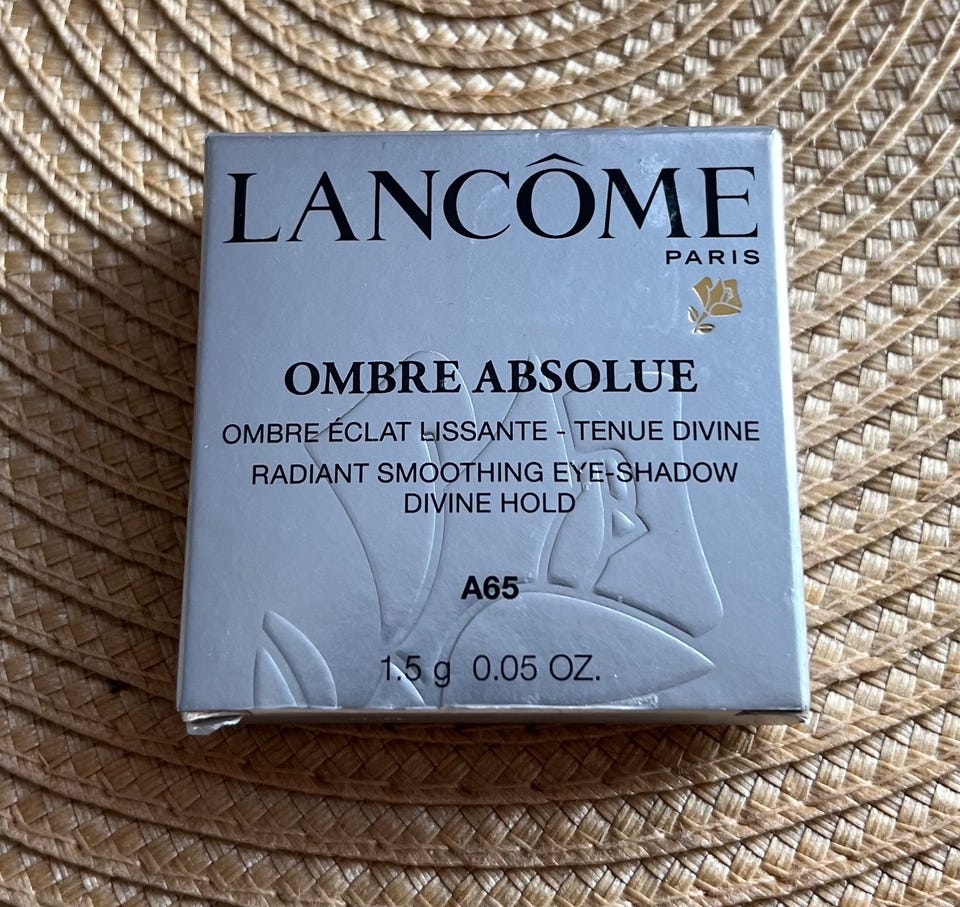 LANCÔME
PARIS
OMBRE ABSOLUE
OMBRE ÉCLAT LISSANTE - TENUE DIVINE
RADIANT SMOOTHING EYE-SHADOW
DIVINE HOLD
A65
1.5 g 0.05 OZ.